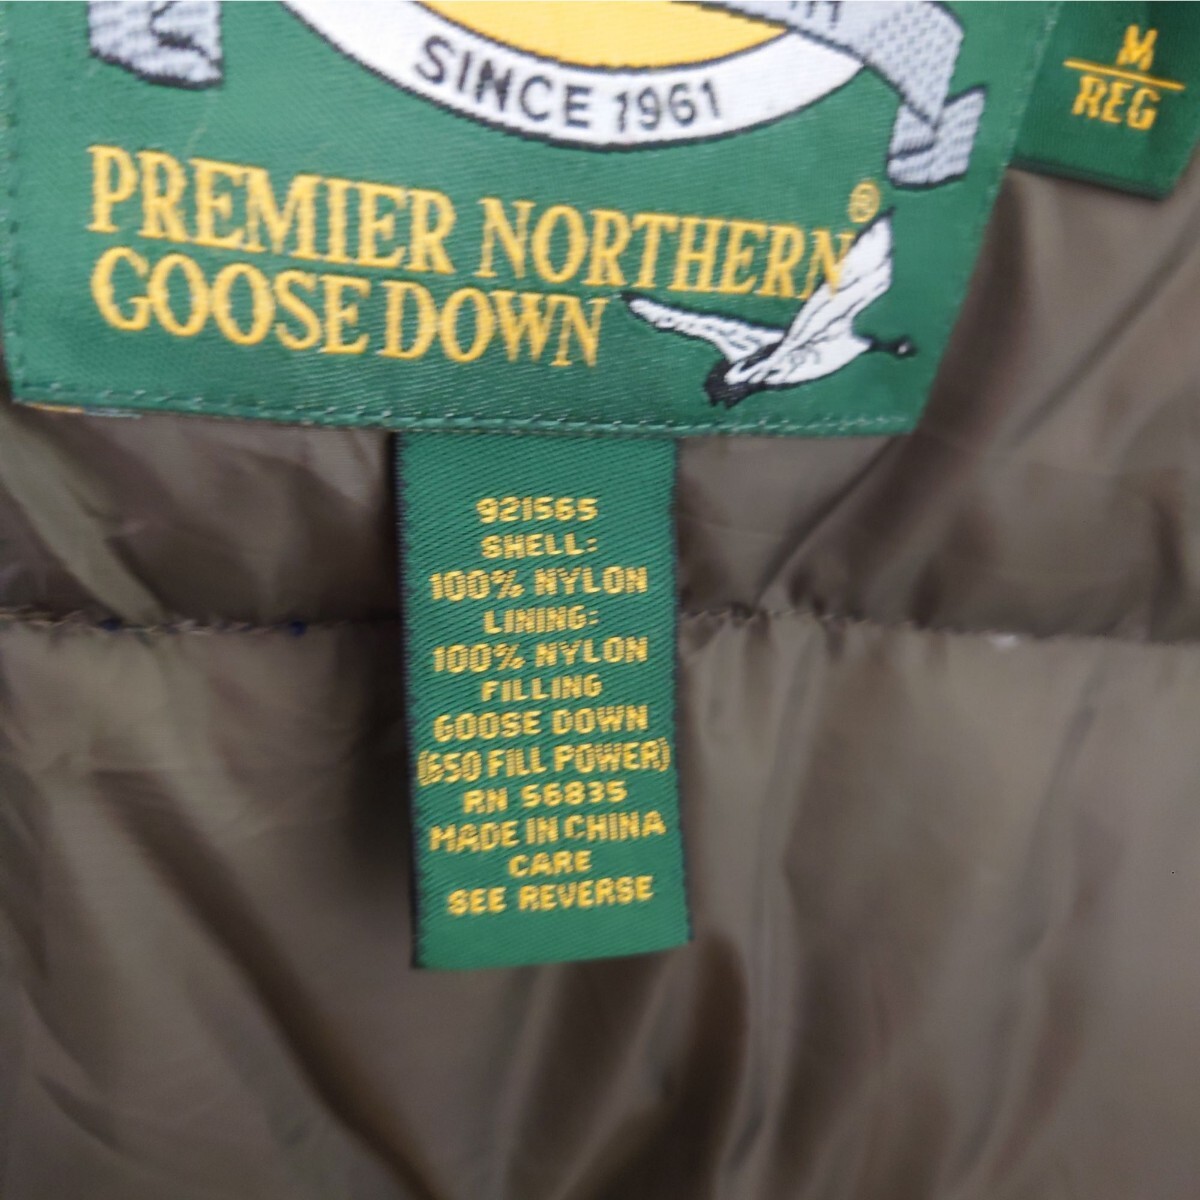 SINCE 1961
PREMIER NORTHERN®
GOOSE DOWN
M
REG
921565
SHELL:
100% NYLON
LINING:
100% NYLON
FILLING
GOOSE DOWN
(650 FILL POWER)
RN 56835
MADE IN CHINA
CARE
SEE REVERSE